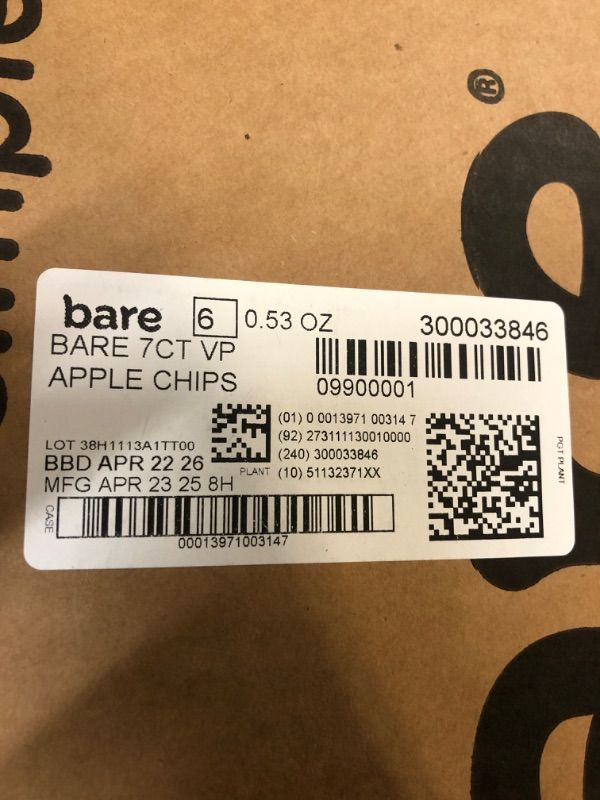 bare 6 0.53 OZ 300033846
BARE 7CT VP
APPLE CHIPS 09900001
(01) 0 0013971 00314 7
(92) 273111130010000
(240) 300033846
(10) 51132371XX
PLANT
PGT PLANT
LOT 38H1113A1TT00
BBD APR 22 26
MFG APR 23 25 8H
CASE
00013971003147
®